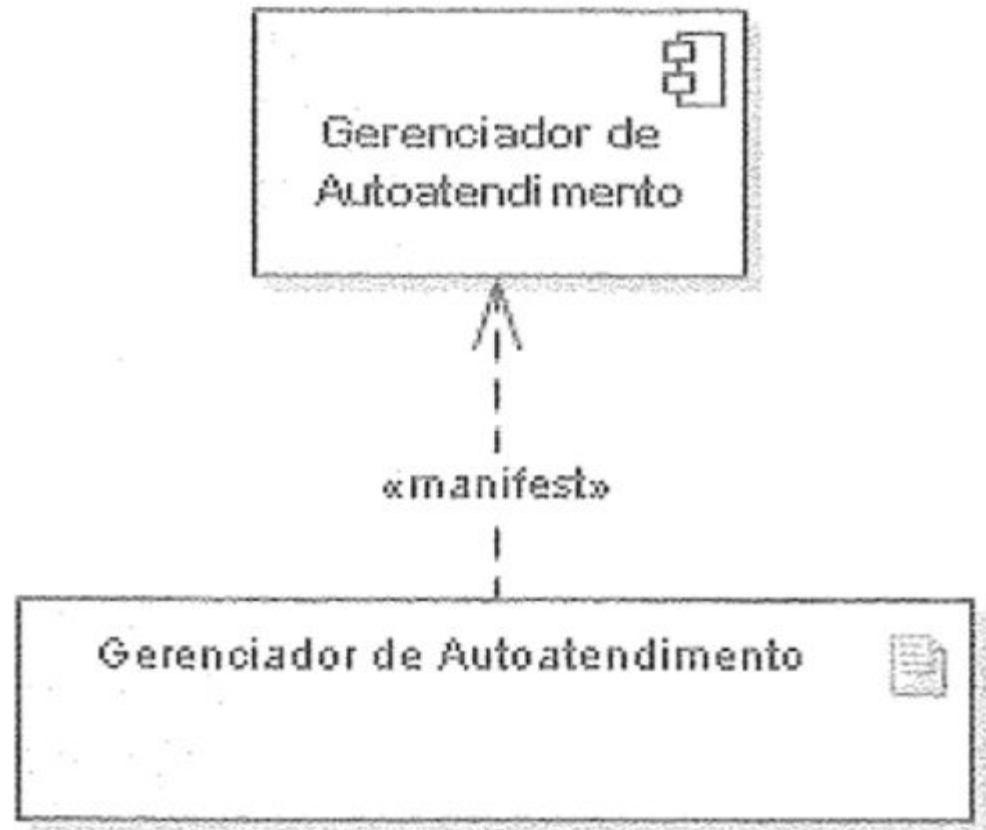 Gerenciador de
Autoatendimento
«manifest»
Gerenciador de Autoatendimento